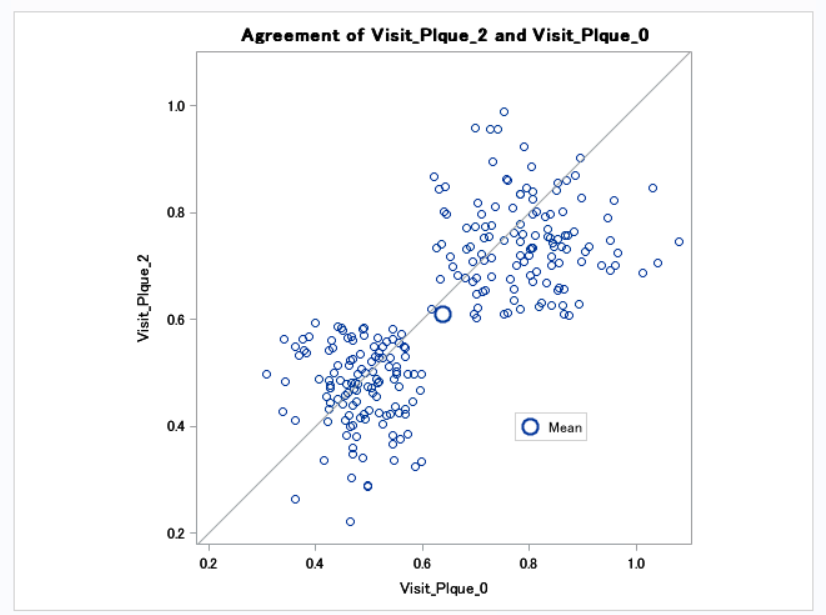 Agreement of Visit_Plque_2 and Visit_Plque_0
1.0
0.8
0.6
0.4
0.2
Visit_Plque_2
Mean
0.2 0.4 0.6 0.8 1.0
Visit_Plque_0